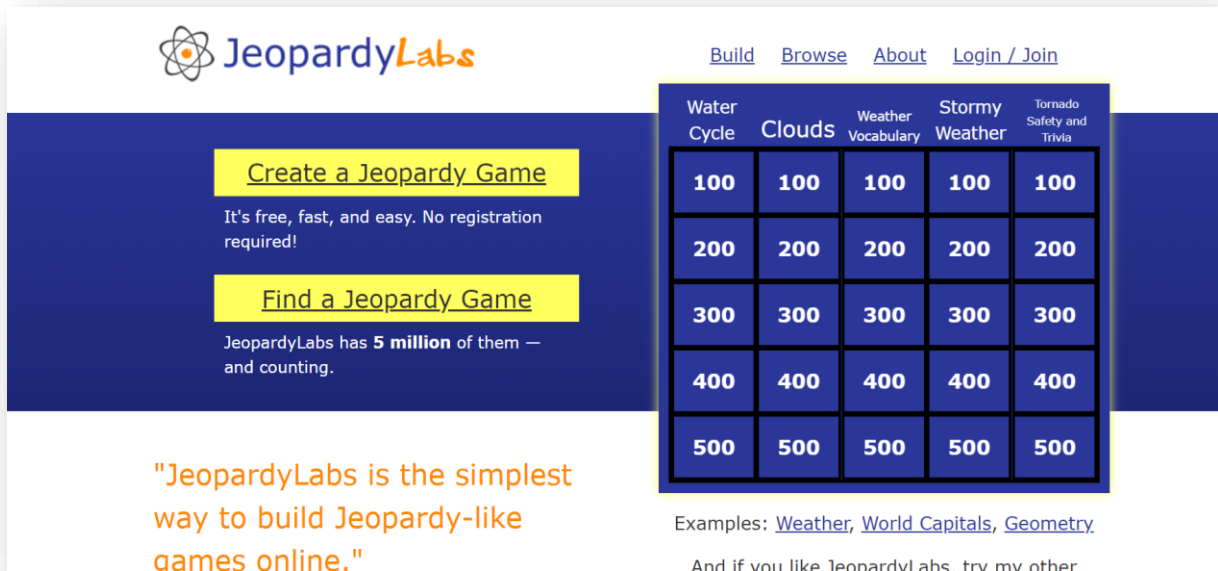 JeopardyLabs
Build Browse About Login / Join
Create a Jeopardy Game
It's free, fast, and easy. No registration
required!
Find a Jeopardy Game
JeopardyLabs has 5 million of them —
and counting.
"JeopardyLabs is the simplest
way to build Jeopardy-like
games online."
Water
Cycle
Clouds
Weather
Vocabulary
Stormy
Weather
Tornado
Safety and
Trivia
100 100 100 100 100
200 200 200 200 200
300 300 300 300 300
400 400 400 400 400
500 500 500 500 500
Examples: Weather, World Capitals, Geometry
And if you like JeopardyLabs, try my other